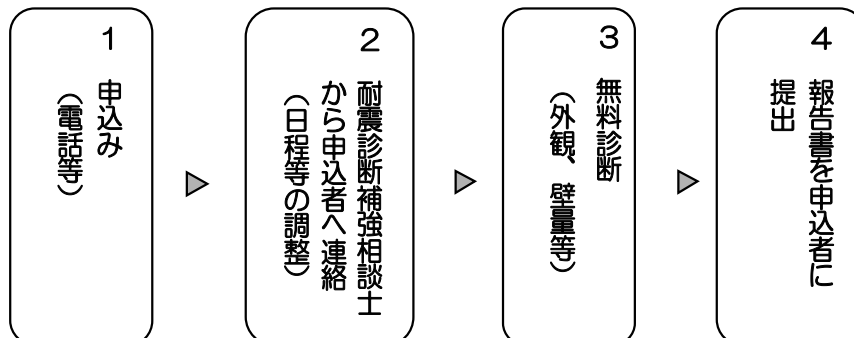 1
申込み
（電話等）
2
耐震診断補強相談士
から申込者へ連絡
（日程等の調整）
3
無料診断
（外観、壁量等）
4
報告書を申込者に
提出